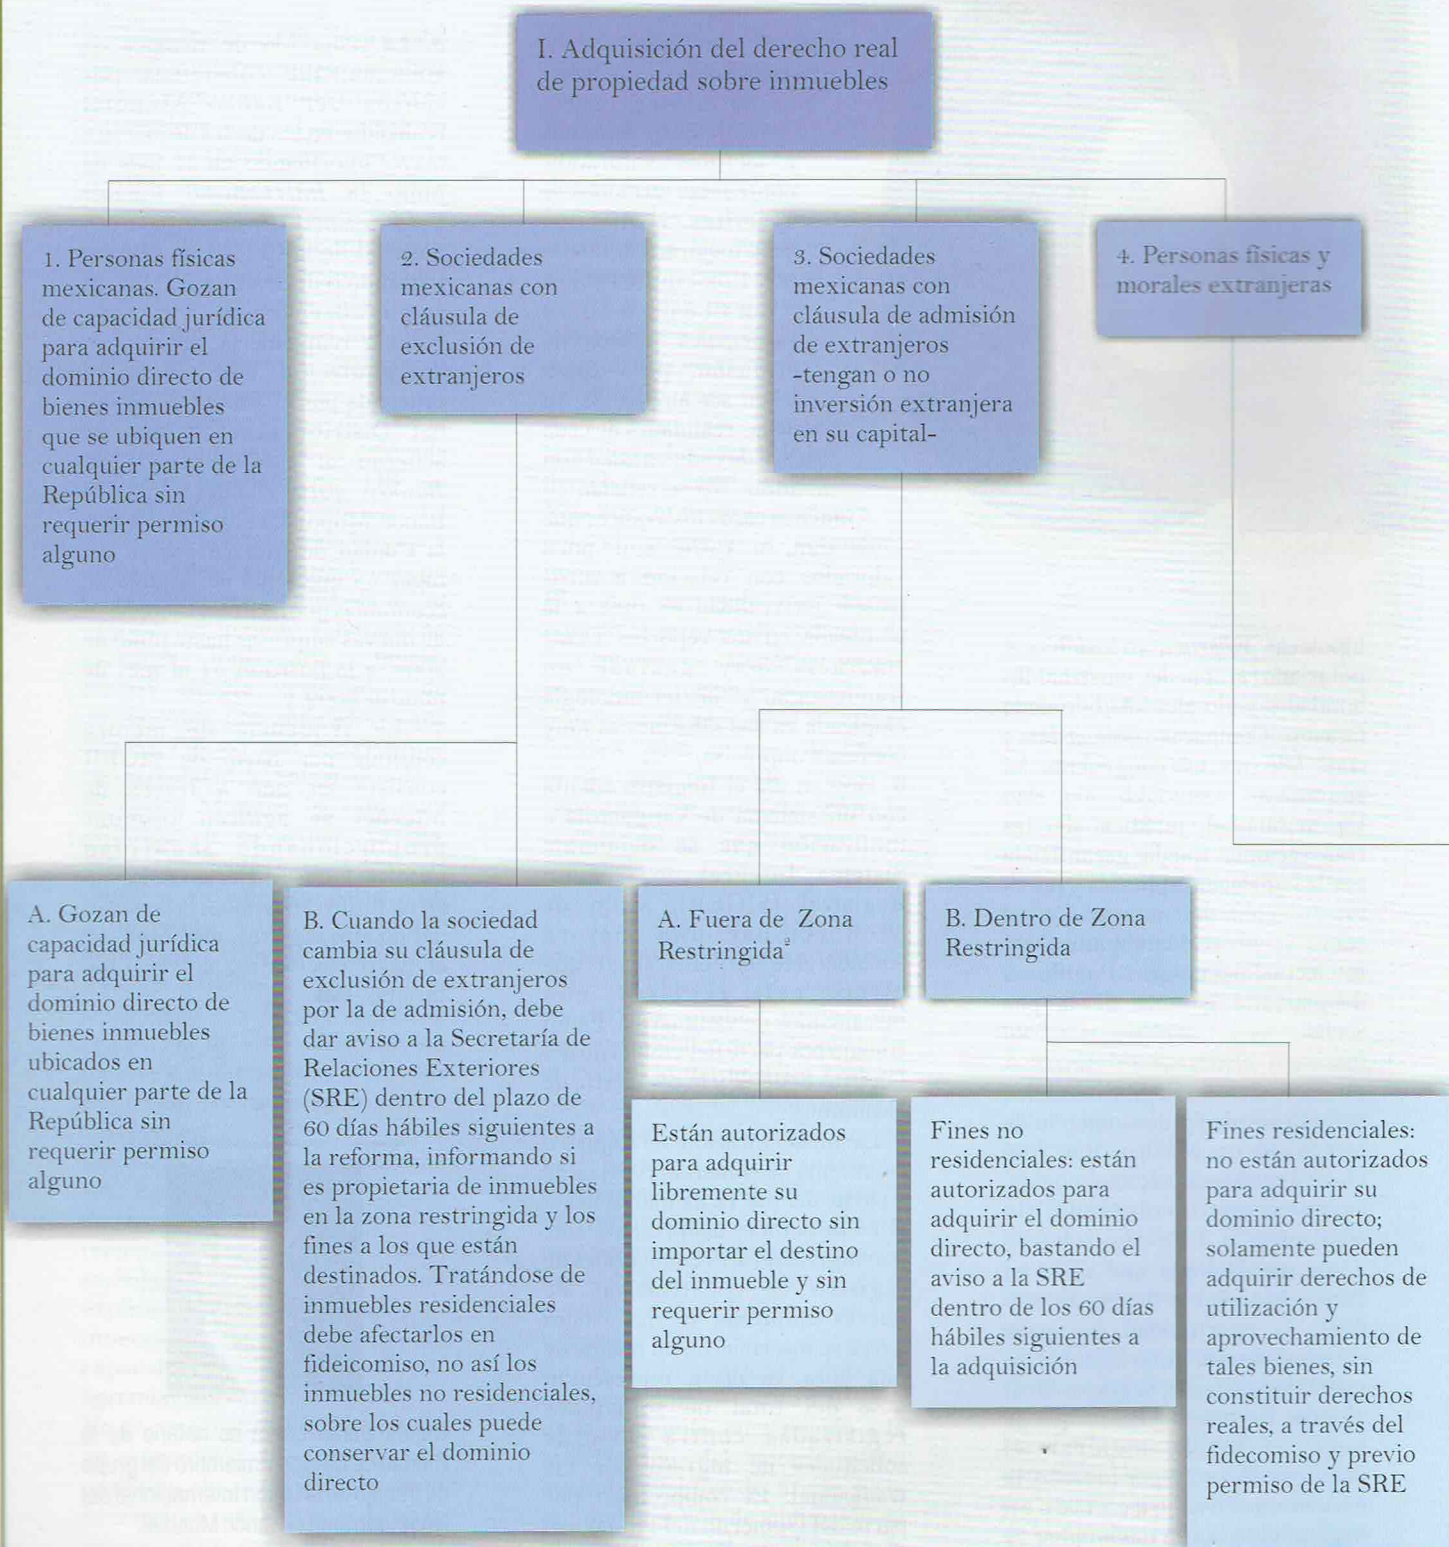 I. Adquisición del derecho real
de propiedad sobre inmuebles
1. Personas físicas
mexicanas. Gozan
de capacidad jurídica
para adquirir el
dominio directo de
bienes inmuebles
que se ubiquen en
cualquier parte de la
República sin
requerir permiso
alguno
2. Sociedades
mexicanas con
cláusula de
exclusión de
extranjeros
3. Sociedades
mexicanas con
cláusula de admisión
de extranjeros
-tengan o no
inversión extranjera
en su capital-
4. Personas físicas y
morales extranjeras
A. Gozan de
capacidad jurídica
para adquirir el
dominio directo de
bienes inmuebles
ubicados en
cualquier parte de la
República sin
requerir permiso
alguno
B. Cuando la sociedad
cambia su cláusula de
exclusión de extranjeros
por la de admisión, debe
dar aviso a la Secretaría de
Relaciones Exteriores
(SRE) dentro del plazo de
60 días hábiles siguientes a
la reforma, informando si
es propietaria de inmuebles
en la zona restringida y los
fines a los que están
destinados. Tratándose de
inmuebles residenciales
debe afectarlos en
fideicomiso, no así los
inmuebles no residenciales,
sobre los cuales puede
conservar el dominio
directo
A. Fuera de Zona
Restringida²
B. Dentro de Zona
Restringida
Están autorizados
para adquirir
libremente su
dominio directo sin
importar el destino
del inmueble y sin
requerir permiso
alguno
Fines no
residenciales: están
autorizados para
adquirir el dominio
directo, bastando el
aviso a la SRE
dentro de los 60 días
hábiles siguientes a
la adquisición
Fines residenciales:
no están autorizados
para adquirir su
dominio directo;
solamente pueden
adquirir derechos de
utilización y
aprovechamiento de
tales bienes, sin
constituir derechos
reales, a través del
fidecomiso y previo
permiso de la SRE